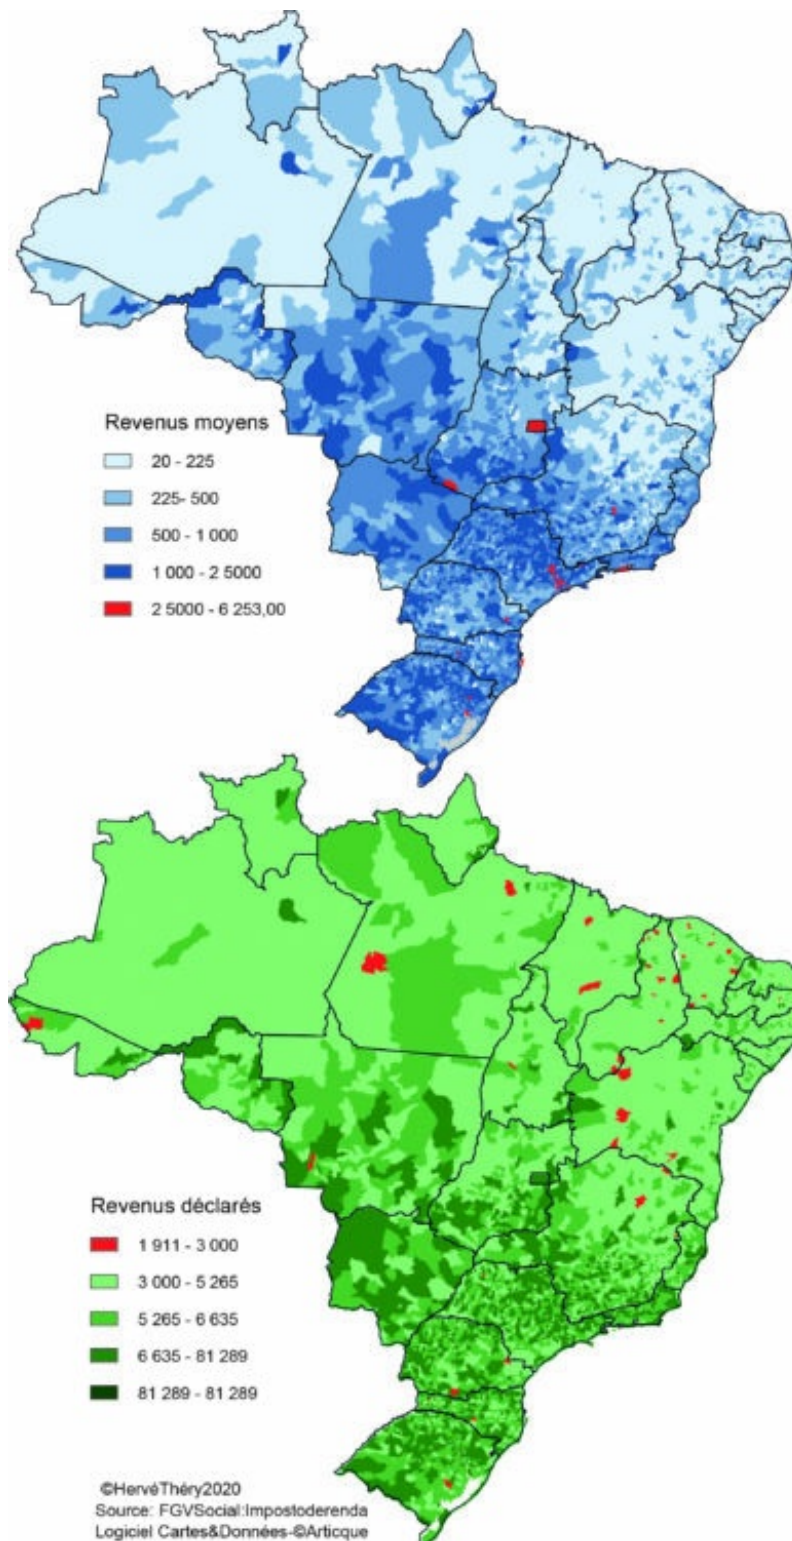 Revenus moyens
20 - 225
225- 500
500 - 1 000
1 000 - 2 5000
2 5000 - 6 253,00
Revenus déclarés
1 911 - 3 000
3 000 - 5 265
5 265 - 6 635
6 635 - 81 289
81 289 - 81 289
©HervéThéry2020
Source: FGVSocial:Impostoderenda
Logiciel Cartes&Données-©Articque